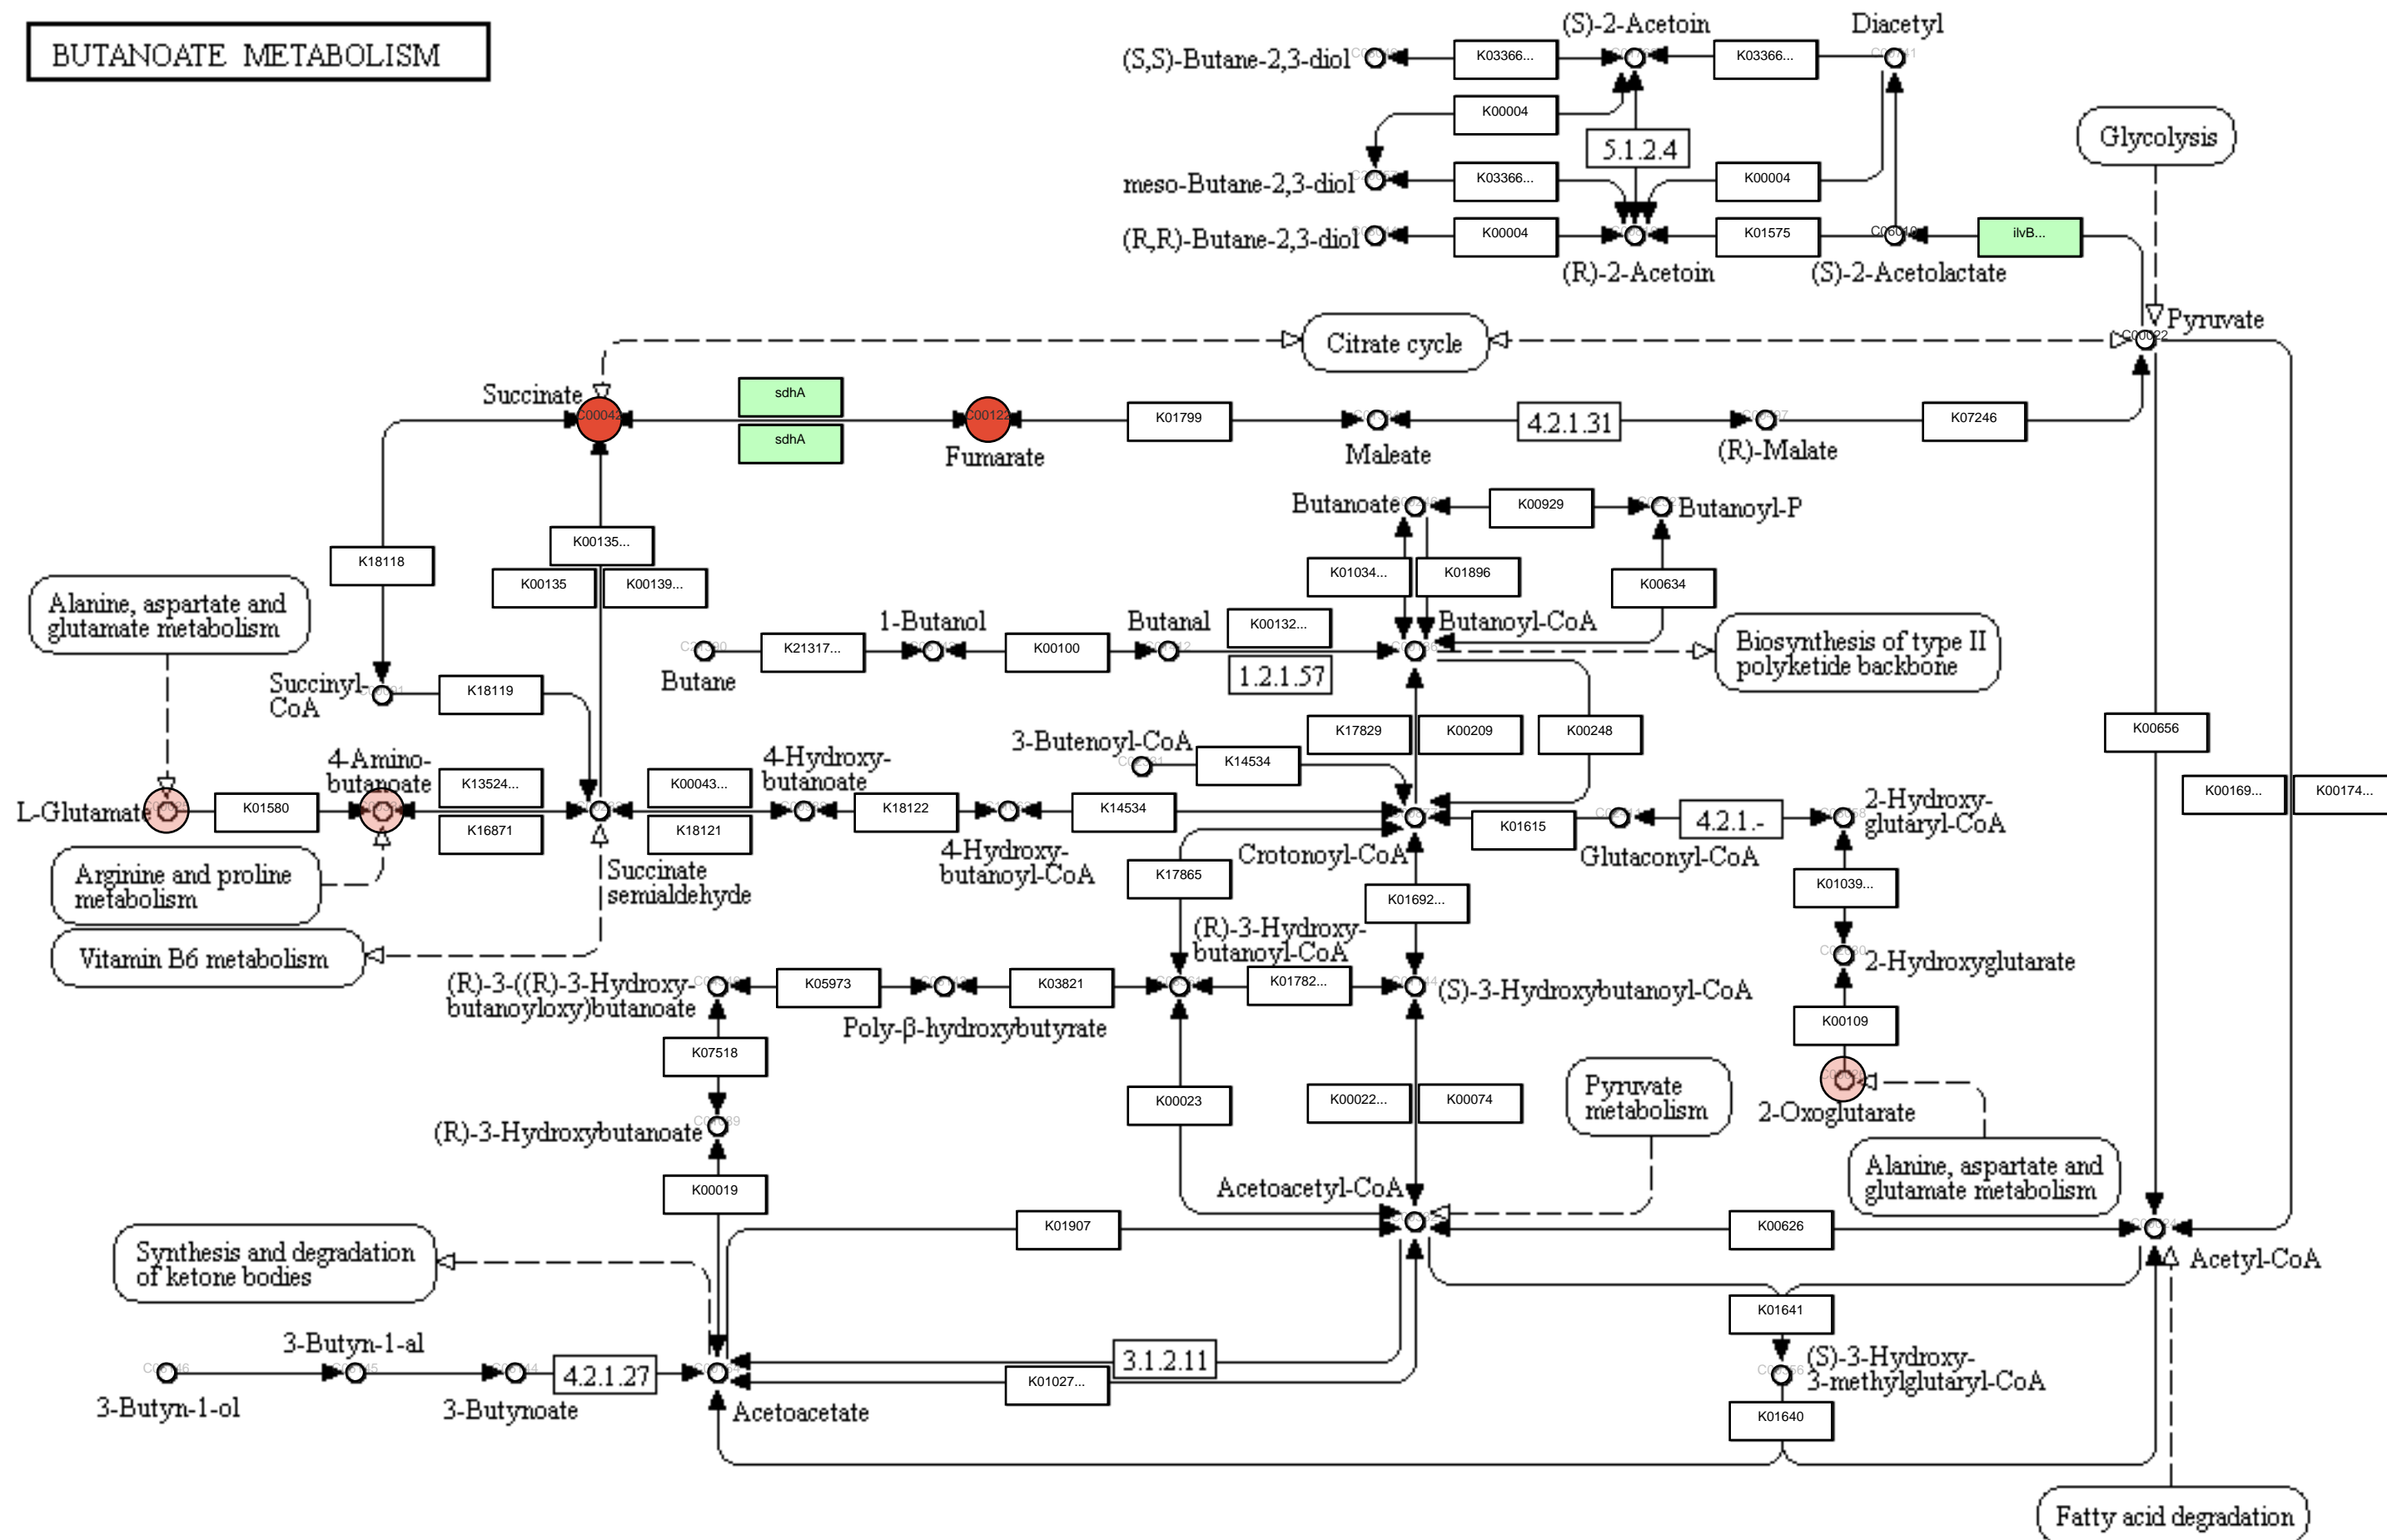 BUTANOATE METABOLISM
(S)-2-Acetoin
Diacetyl
(S,S)-Butane-2,3-diol
K03366...
K03366...
K00004
Glycolysis
5.1.2.4
meso-Butane-2,3-diol
K03366...
K00004
(R,R)-Butane-2,3-diol
K00004
K01575
ilvB...
(R)-2-Acetoin
(S)-2-Acetolactate
Pyruvate
C00022
Citrate cycle
Succinate
sdhA
C00042
C00122
K01799
4.2.1.31
K07246
sdhA
Fumarate
Maleate
(R)-Malate
Butanoate
K00929
Butanoyl-P
K18118
K00135...
K00135
K00139...
K01034...
K01896
K00634
Alanine, aspartate and
glutamate metabolism
1-Butanol
Butanal
K00132...
Butanoyl-CoA
K21317...
K00100
Biosynthesis of type II
polyketide backbone
Butane
1.2.1.57
Succinyl-
CoA
K18119
K17829
K00209
K00248
K00656
3-Butenoyl-CoA
K14534
4-Amino-
butanoate
K13524...
K00043...
4-Hydroxy-
butanoate
K00169...
K00174...
L-Glutamate
K01580
K16871
K18121
K18122
K14534
K01615
4.2.1.-
2-Hydroxy-
glutaryl-CoA
Arginine and proline
metabolism
Succinate
semialdehyde
4-Hydroxy-
butanoyl-CoA
Crotonoyl-CoA
Glutaconyl-CoA
K17865
K01692...
K01039...
Vitamin B6 metabolism
(R)-3-Hydroxy-
butanoyl-CoA
2-Hydroxyglutarate
(R)-3-((R)-3-Hydroxy-
butanoyloxy)butanoate
K05973
K03821
K01782...
(S)-3-Hydroxybutanoyl-CoA
Poly-β-hydroxybutyrate
K00109
K07518
K00023
K00022...
K00074
Pyruvate
metabolism
2-Oxoglutarate
(R)-3-Hydroxybutanoate
Alanine, aspartate and
glutamate metabolism
K00019
Acetoacetyl-CoA
K01907
K00626
Synthesis and degradation
of ketone bodies
Acetyl-CoA
K01641
3-Butyn-1-al
3.1.2.11
4.2.1.27
K01027...
(S)-3-Hydroxy-
3-methylglutaryl-CoA
3-Butyn-1-ol
3-Butynoate
Acetoacetate
K01640
Fatty acid degradation